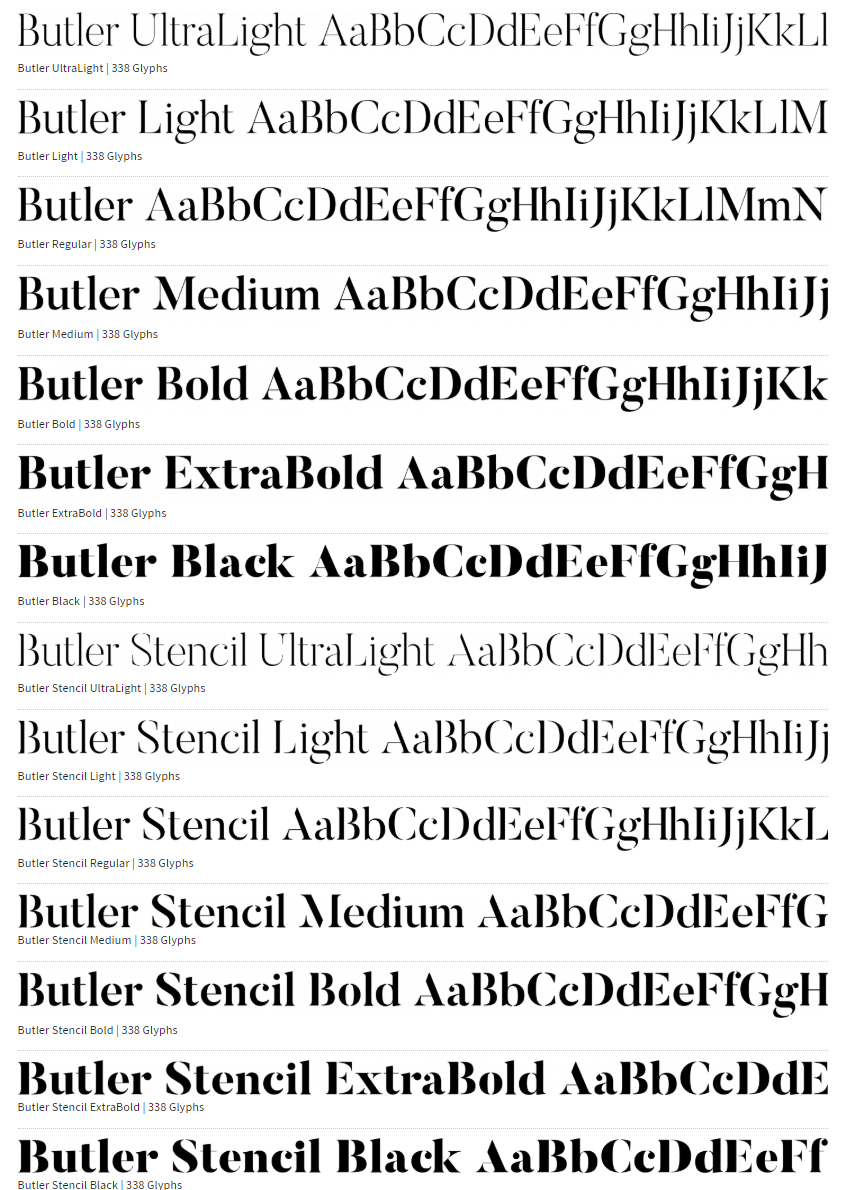 Butler UltraLight AaBbCcDdEeFfGgHhIiJjKkLl
Butler UltraLight | 338 Glyphs
Butler Light AaBbCcDdEeFfGgHhIiJjKkLlM
Butler Light | 338 Glyphs
Butler AaBbCcDdEeFfGgHhIiJjKkLlMmN
Butler Regular | 338 Glyphs
Butler Medium AaBbCcDdEeFfGgHhIiJj
Butler Medium | 338 Glyphs
Butler Bold AaBbCcDdEeFfGgHhIiJjKk
Butler Bold | 338 Glyphs
Butler ExtraBold AaBbCcDdEeFfGgH
Butler ExtraBold | 338 Glyphs
Butler Black AaBbCcDdEeFfGgHhIiJ
Butler Black | 338 Glyphs
Butler Stencil UltraLight AaBbCcDdEeFfGgHh
Butler Stencil UltraLight | 338 Glyphs
Butler Stencil Light AaBbCcDdEeFfGgHhIiJj
Butler Stencil Light | 338 Glyphs
Butler Stencil AaBbCcDdEeFfGgHhIiJjKkL
Butler Stencil Regular | 338 Glyphs
Butler Stencil Medium AaBbCcDdEeFfG
Butler Stencil Medium | 338 Glyphs
Butler Stencil Bold AaBbCcDdEeFfGgH
Butler Stencil Bold | 338 Glyphs
Butler Stencil ExtraBold AaBbCcDdE
Butler Stencil ExtraBold | 338 Glyphs
Butler Stencil Black AaBbCcDdEeFf
Butler Stencil Black | 338 Glyphs